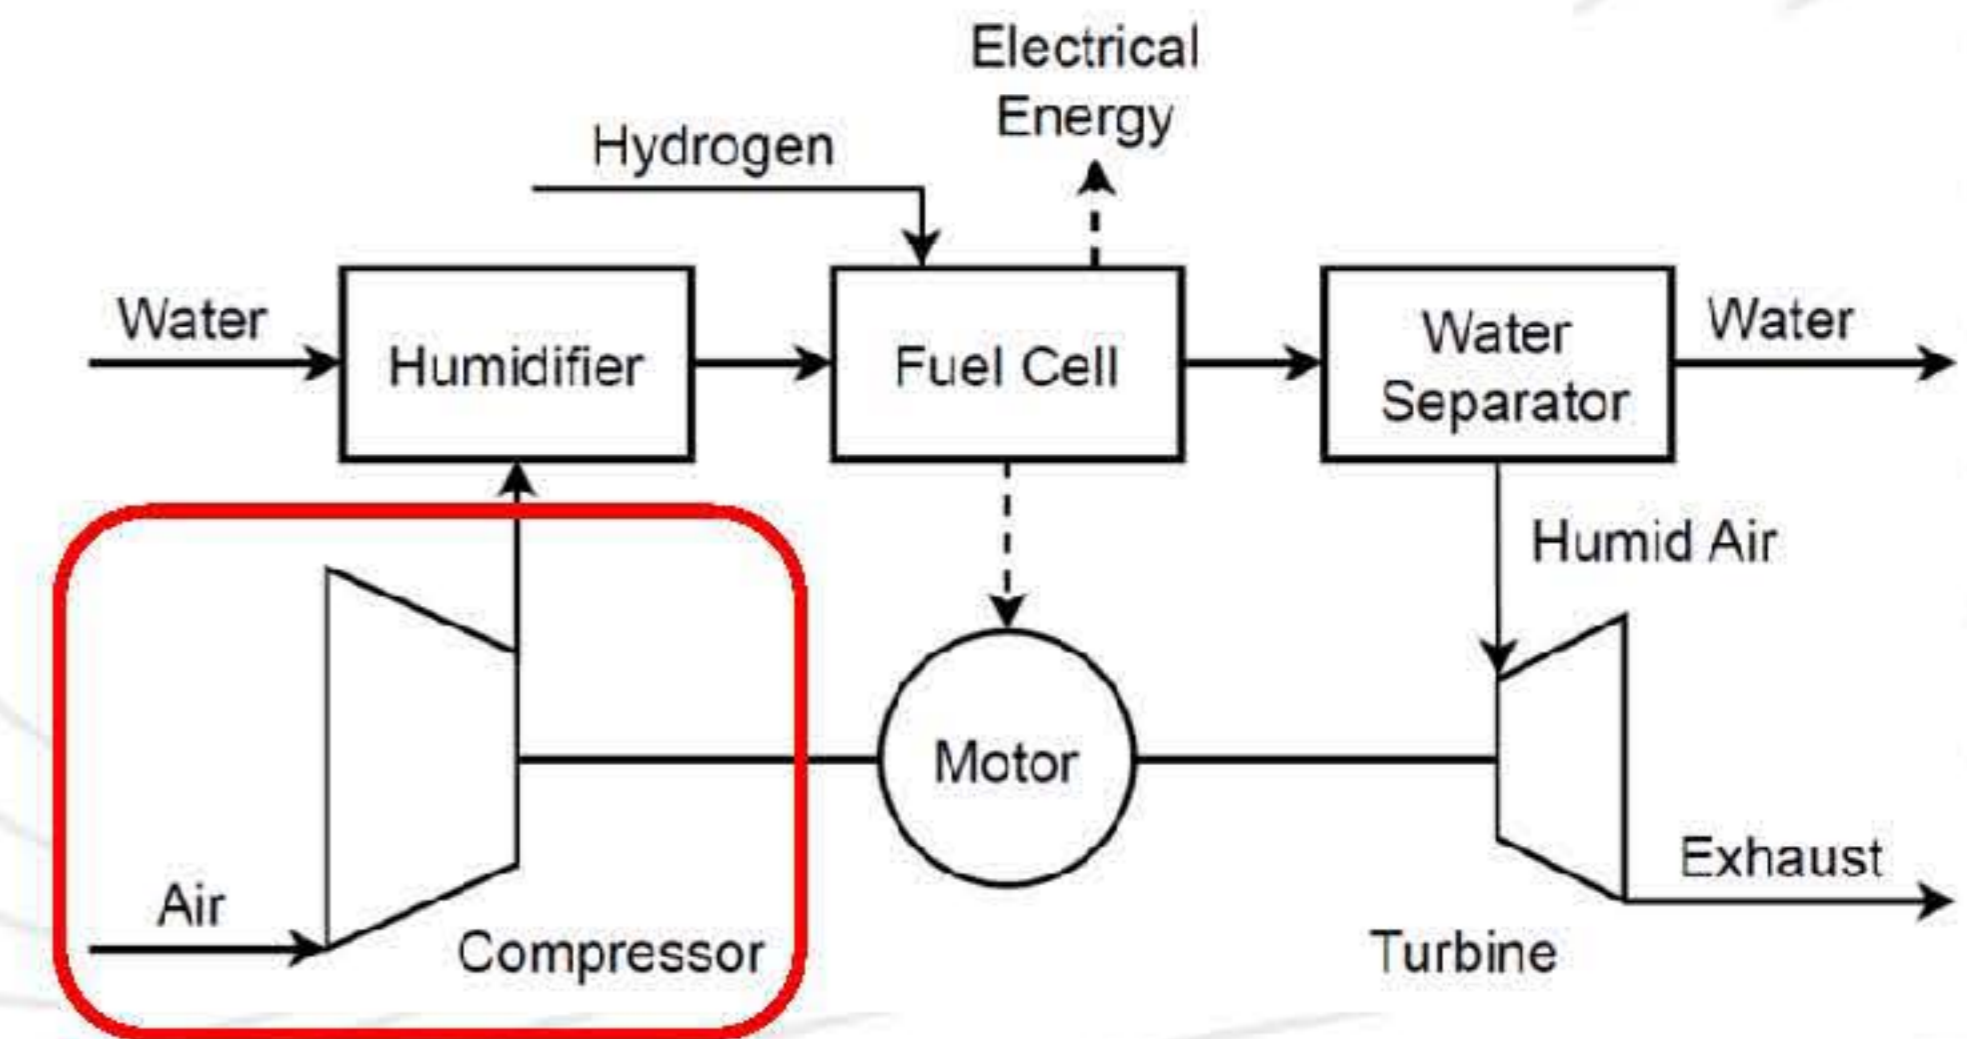 Electrical
Energy
Hydrogen
Water
Humidifier
Fuel Cell
Water
Separator
Water
Humid Air
Motor
Air
Compressor
Turbine
Exhaust